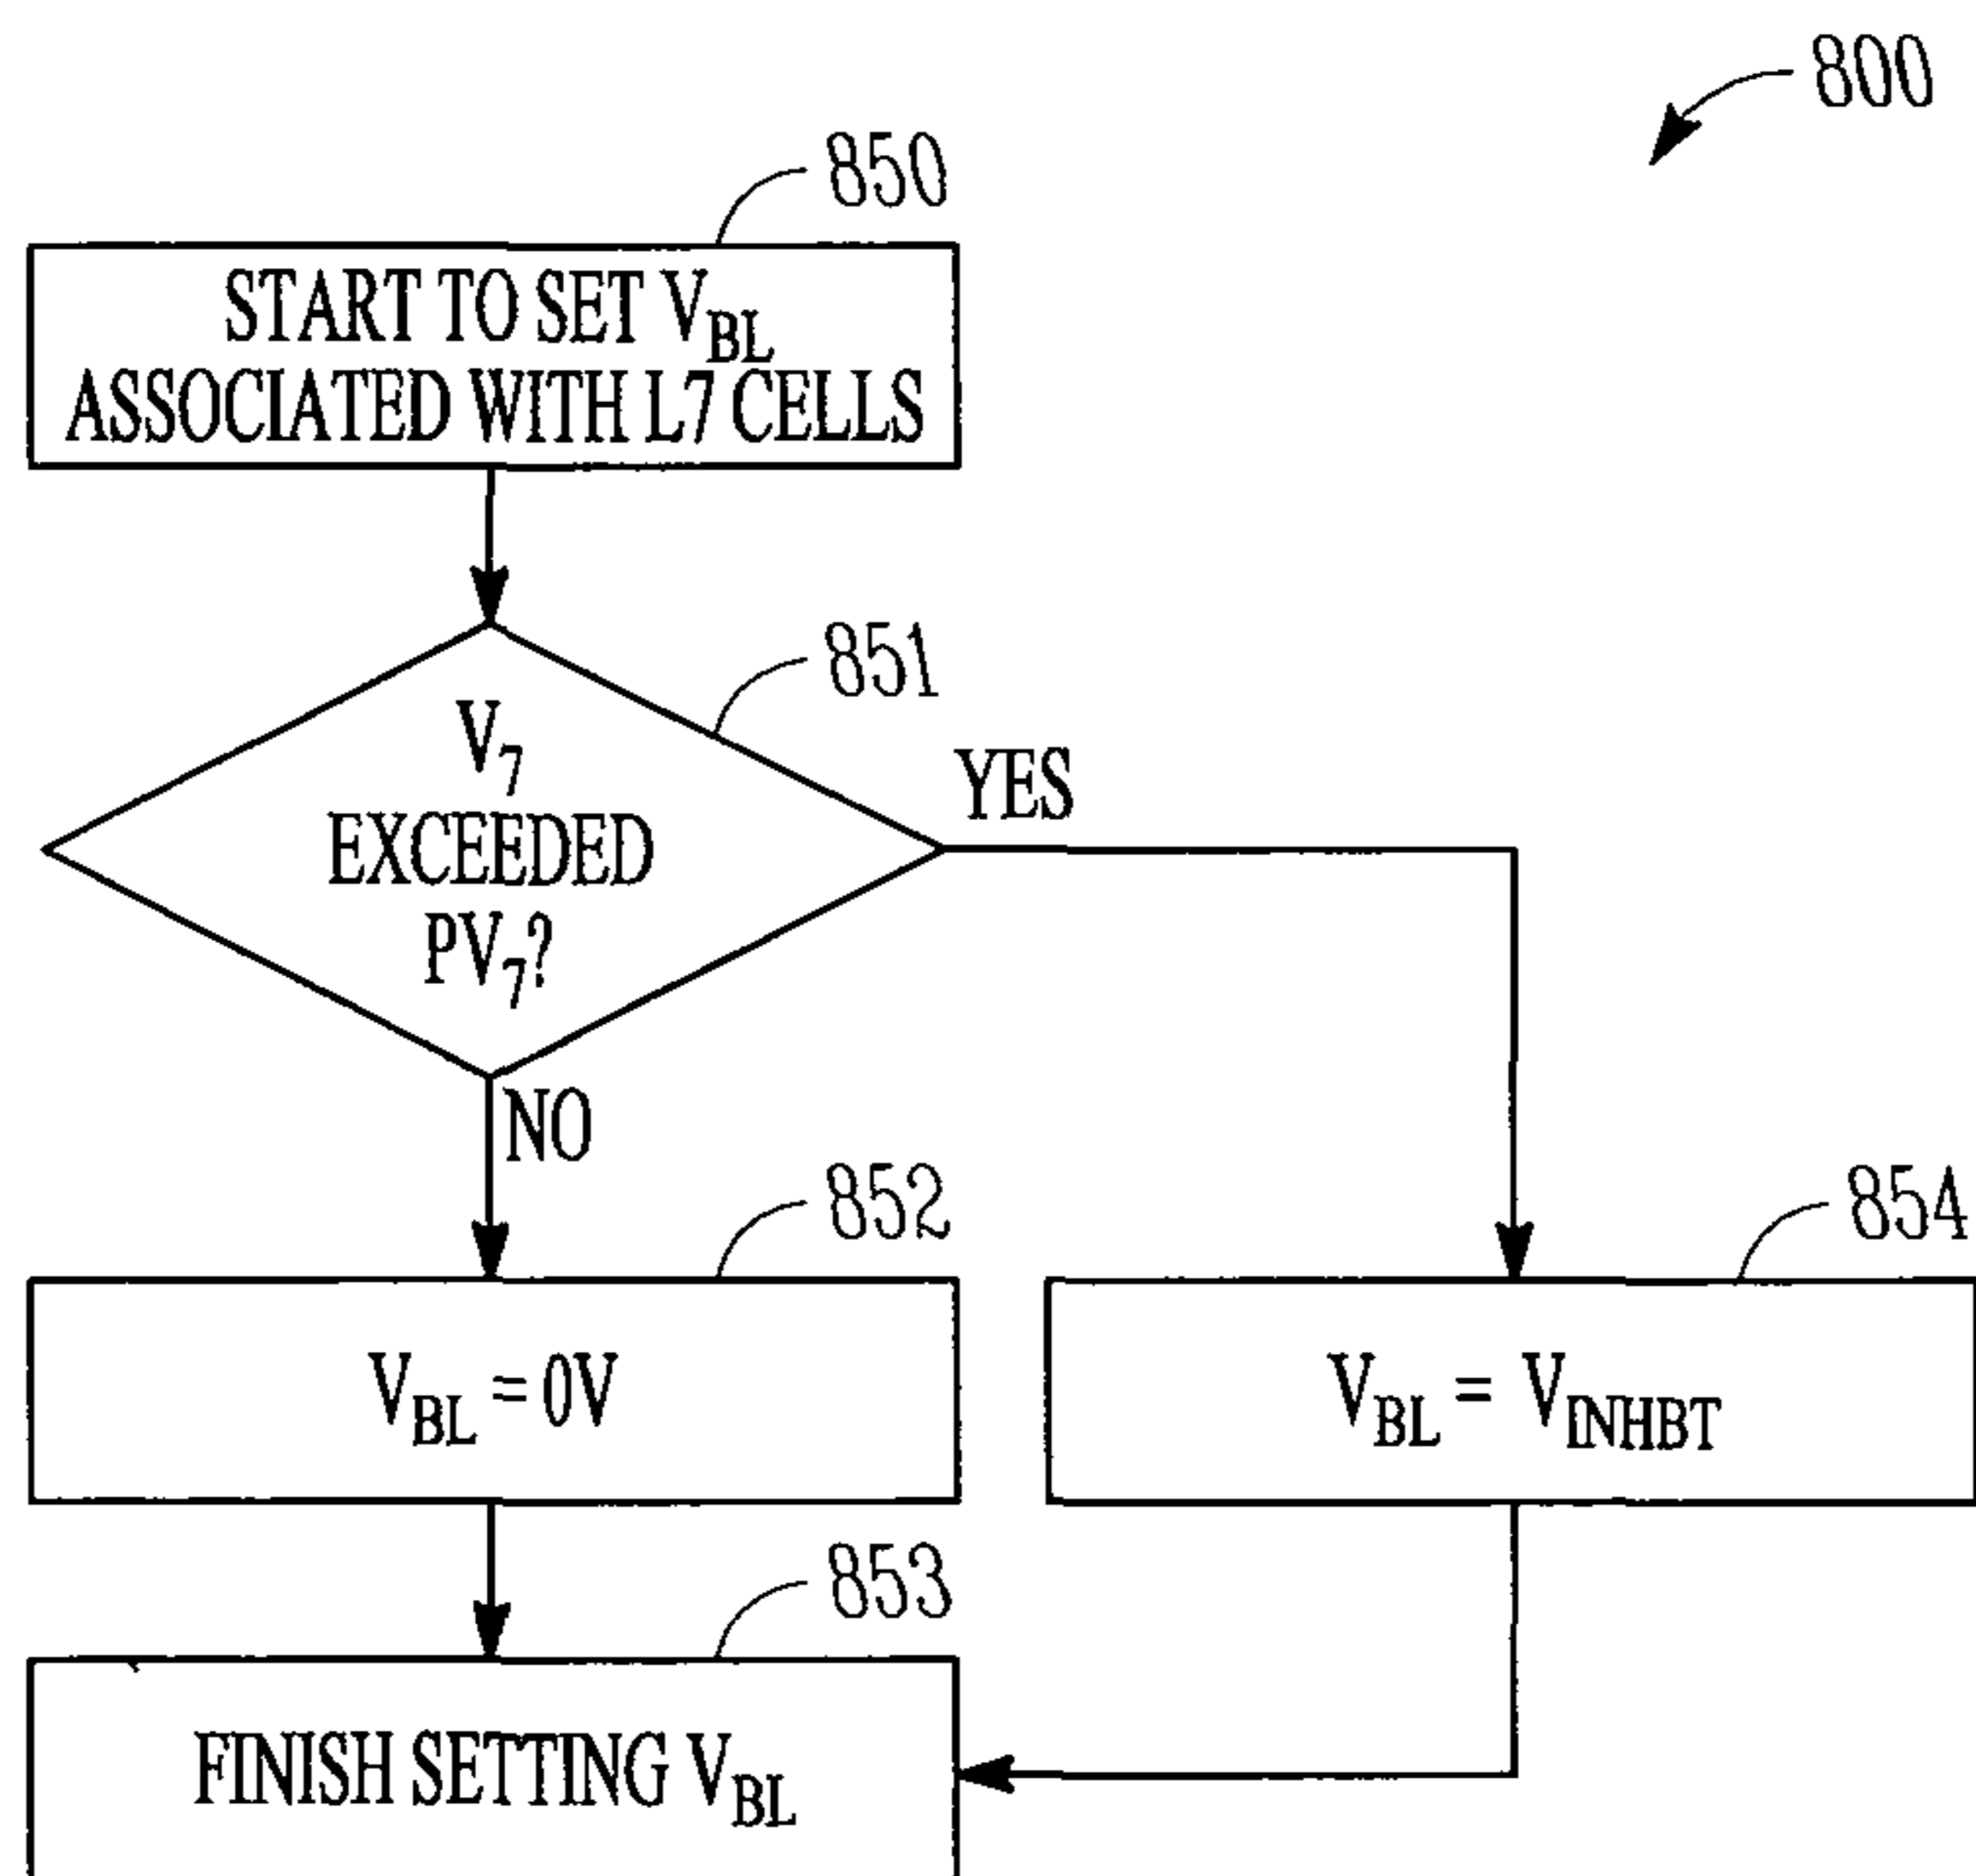 800
850
START TO SET V_BL
ASSOCIATED WITH L7 CELLS
851
V_7
EXCEEDED
PV_7?
YES
NO
852
V_BL = 0V
854
V_BL = V_INHBT
853
FINISH SETTING V_BL